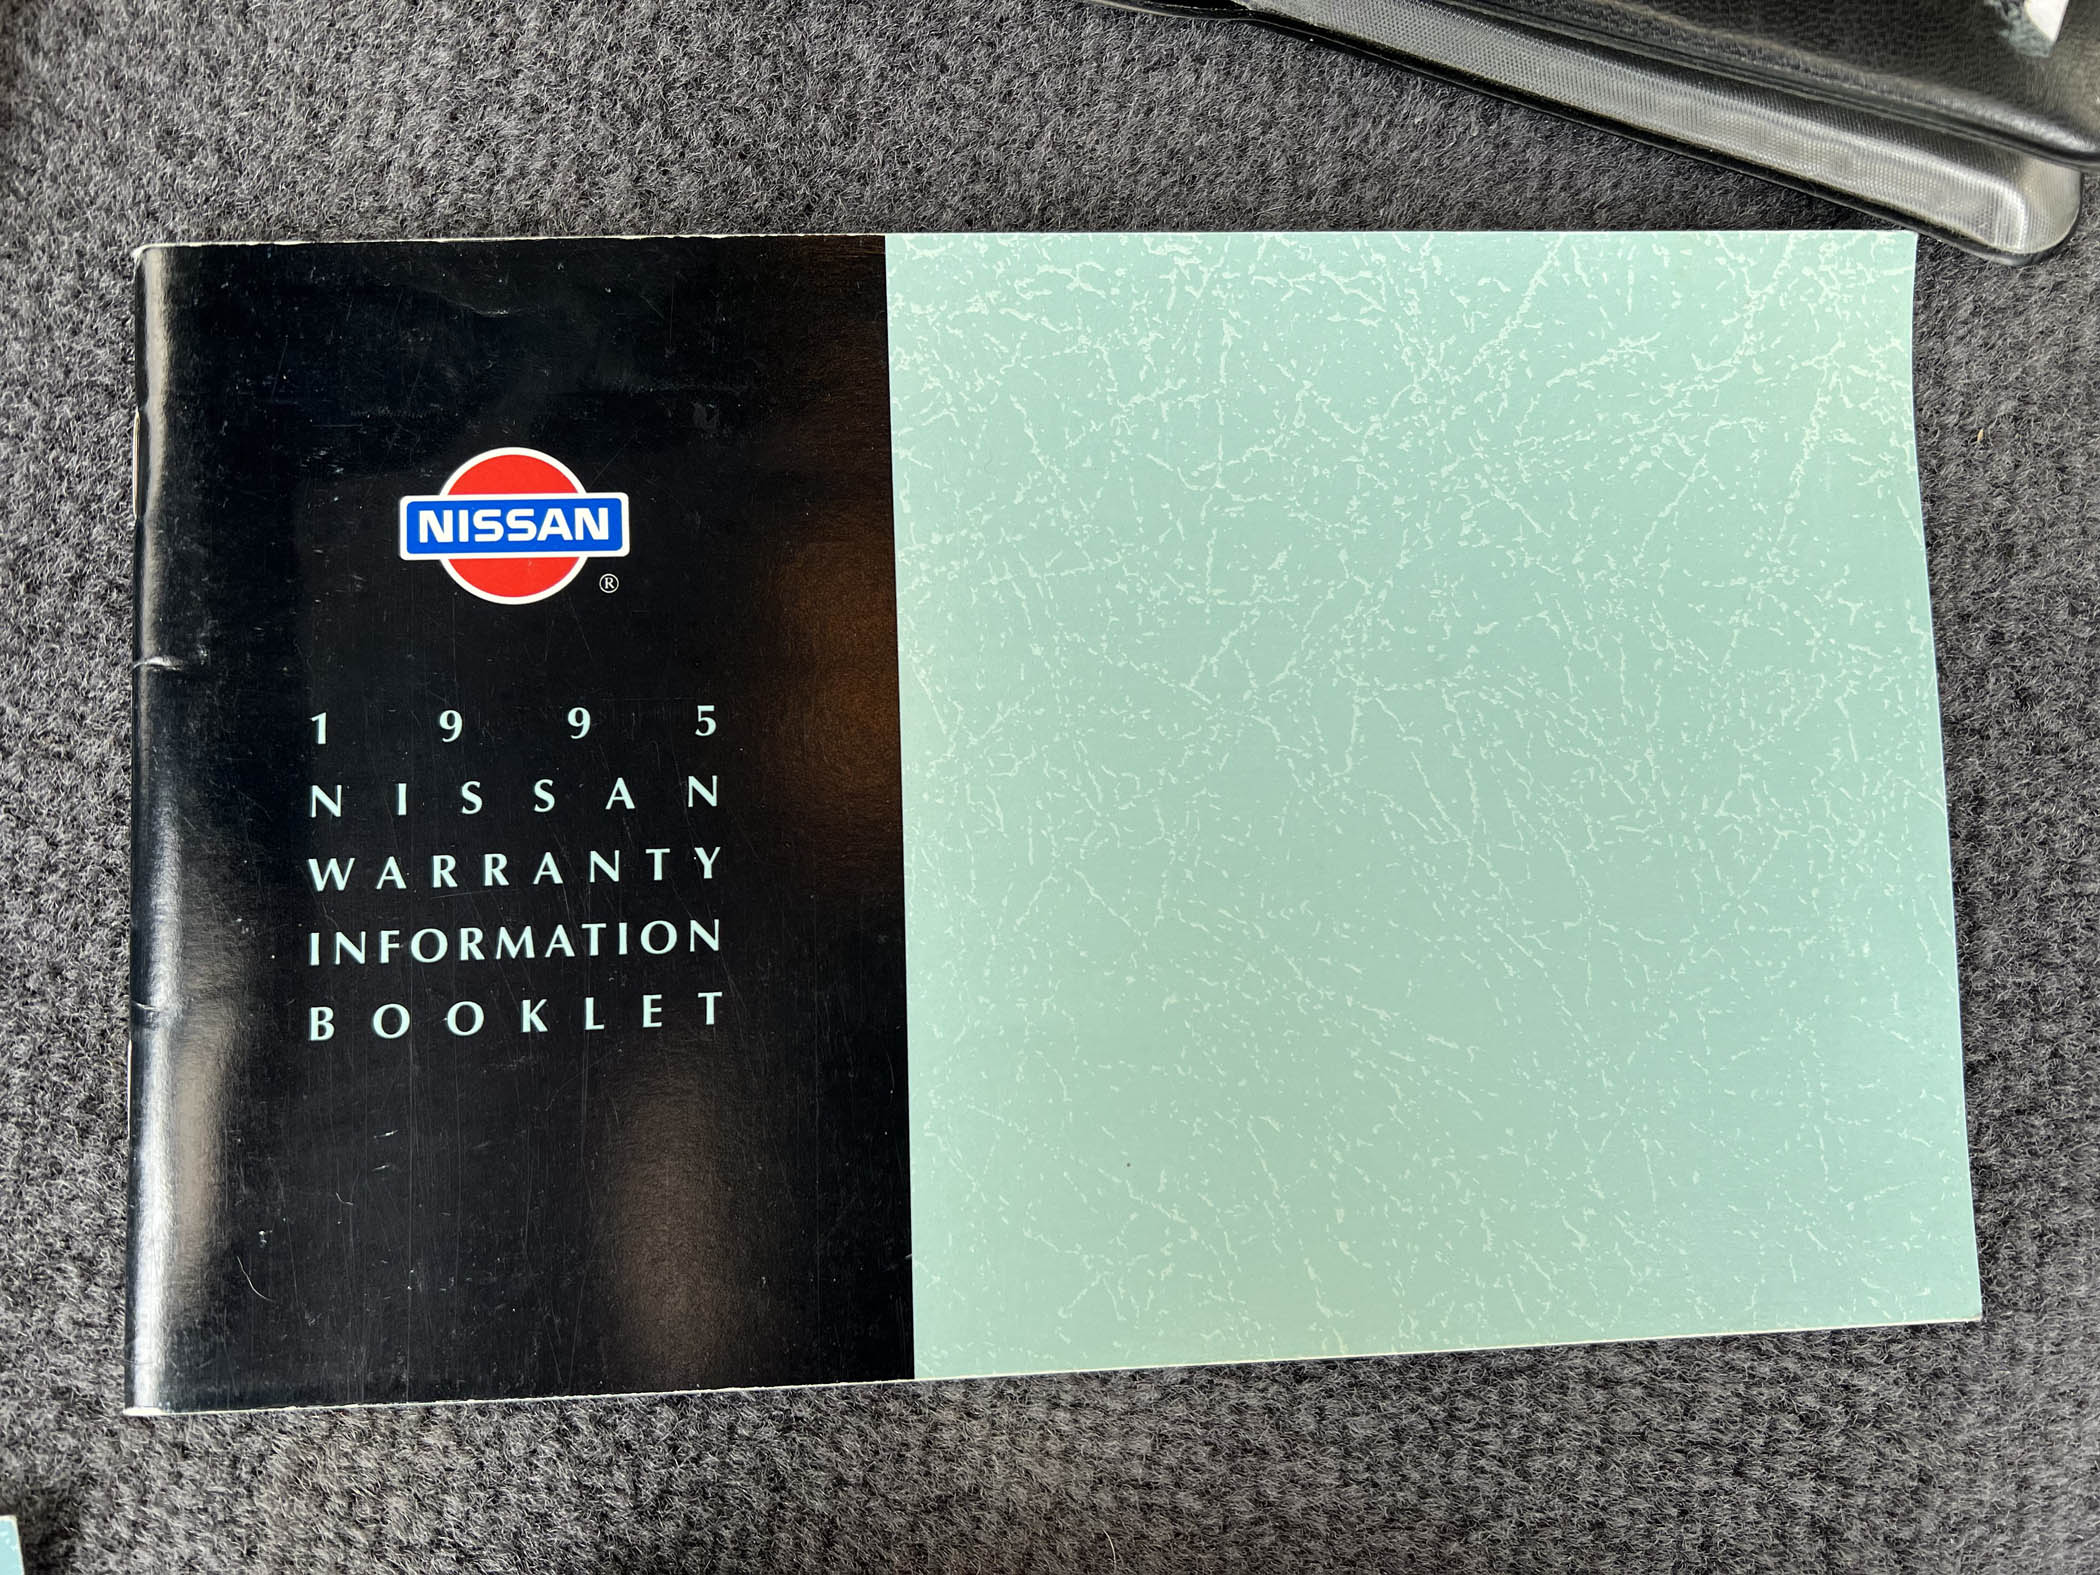 NISSAN
®
1995
NISSAN
WARRANTY
INFORMATION
BOOKLET